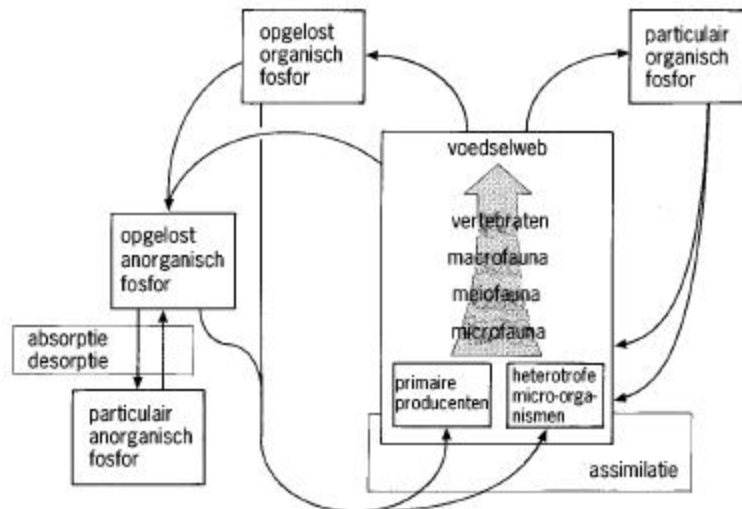 opgelost
organisch
fosfor
particulair
organisch
fosfor
voedselweb
vertebraten
macrofauna
meiofauna
microfauna
opgelost
anorganisch
fosfor
absorptie
desorptie
particulair
anorganisch
fosfor
primaire
producenten
heterotrofe
micro-orga-
nismen
assimilatie